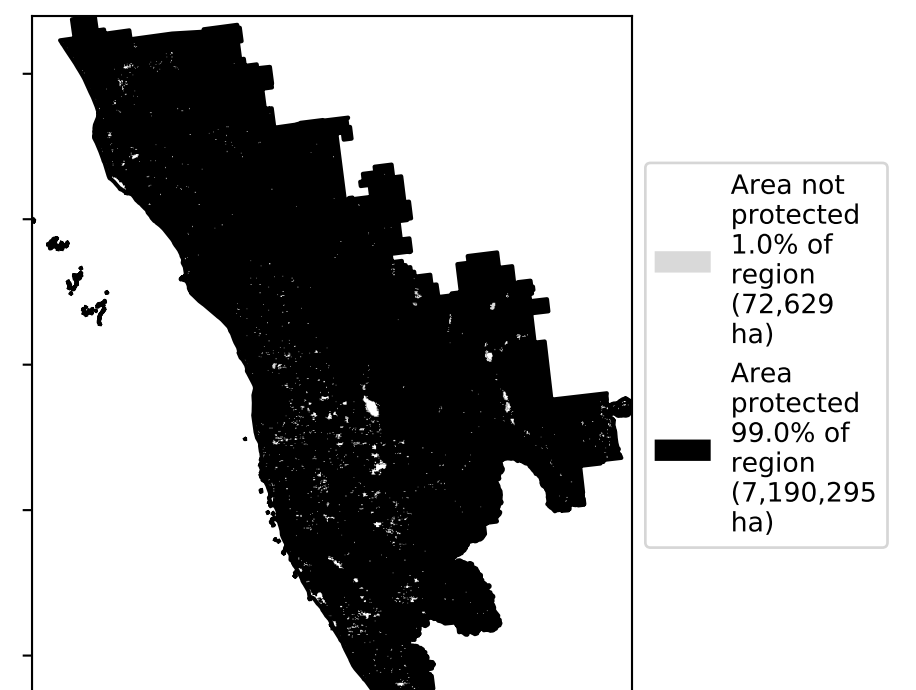 Area not
protected
1.0% of
region
(72,629
ha)
Area
protected
99.0% of
region
(7,190,295
ha)